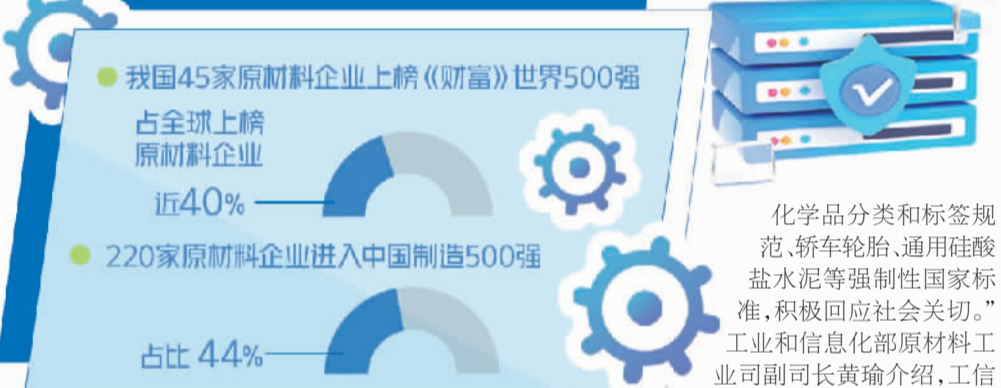 我国45家原材料企业上榜《财富》世界500强
占全球上榜
原材料企业
近40%
220家原材料企业进入中国制造500强
占比 44%
化学品分类和标签规
范、轿车轮胎、通用硅酸
盐水泥等强制性国家标
准,积极回应社会关切。”
工业和信息化部原材料工
业司副司长黄瑜介绍,工信